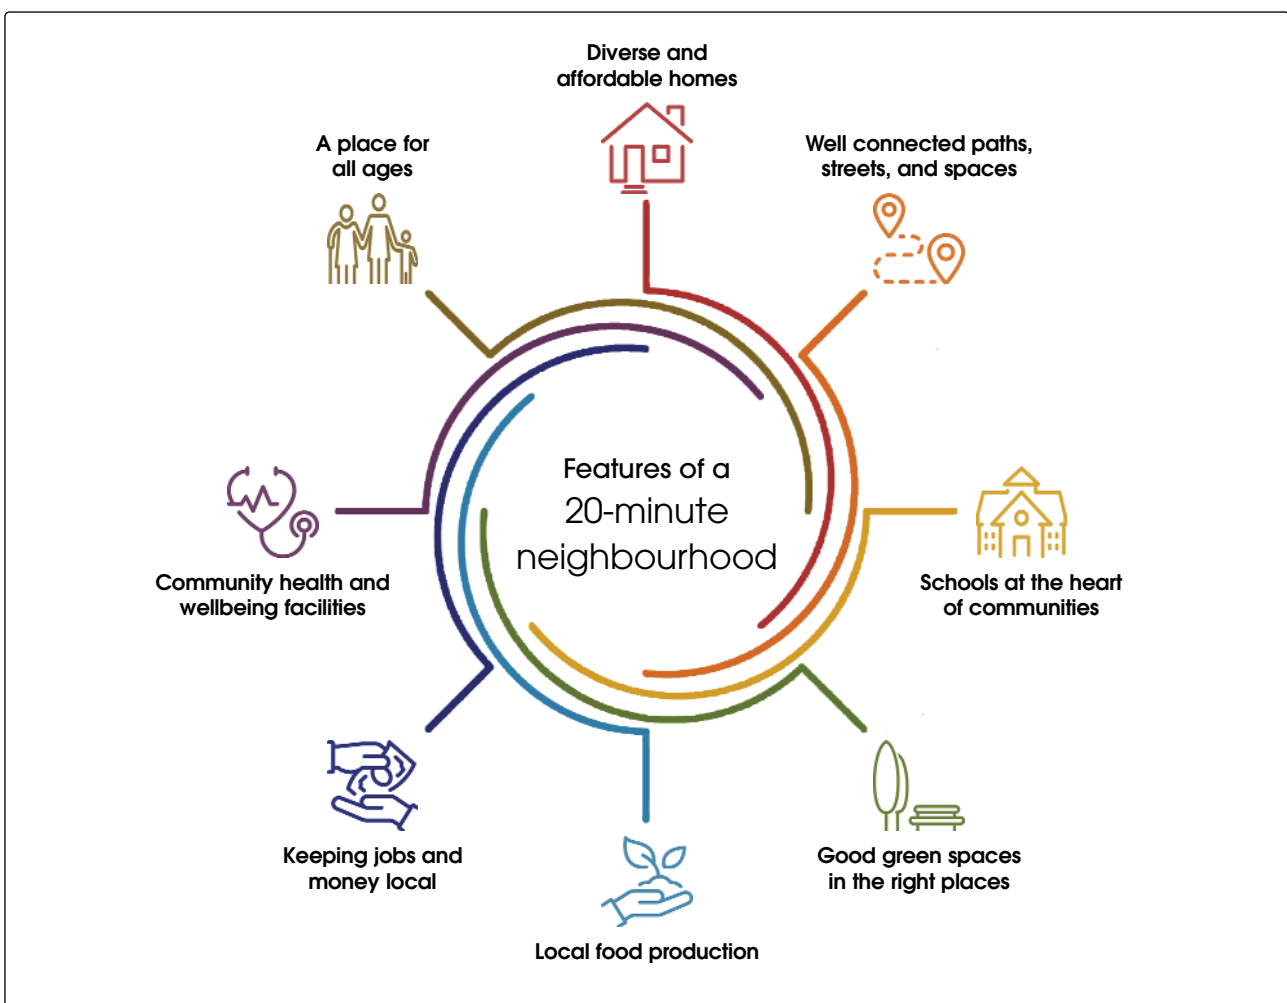 Diverse and
affordable homes
A place for
all ages
Well connected paths,
streets, and spaces
Features of a
20-minute
neighbourhood
Community health and
wellbeing facilities
Schools at the heart
of communities
Keeping jobs and
money local
Good green spaces
in the right places
Local food production